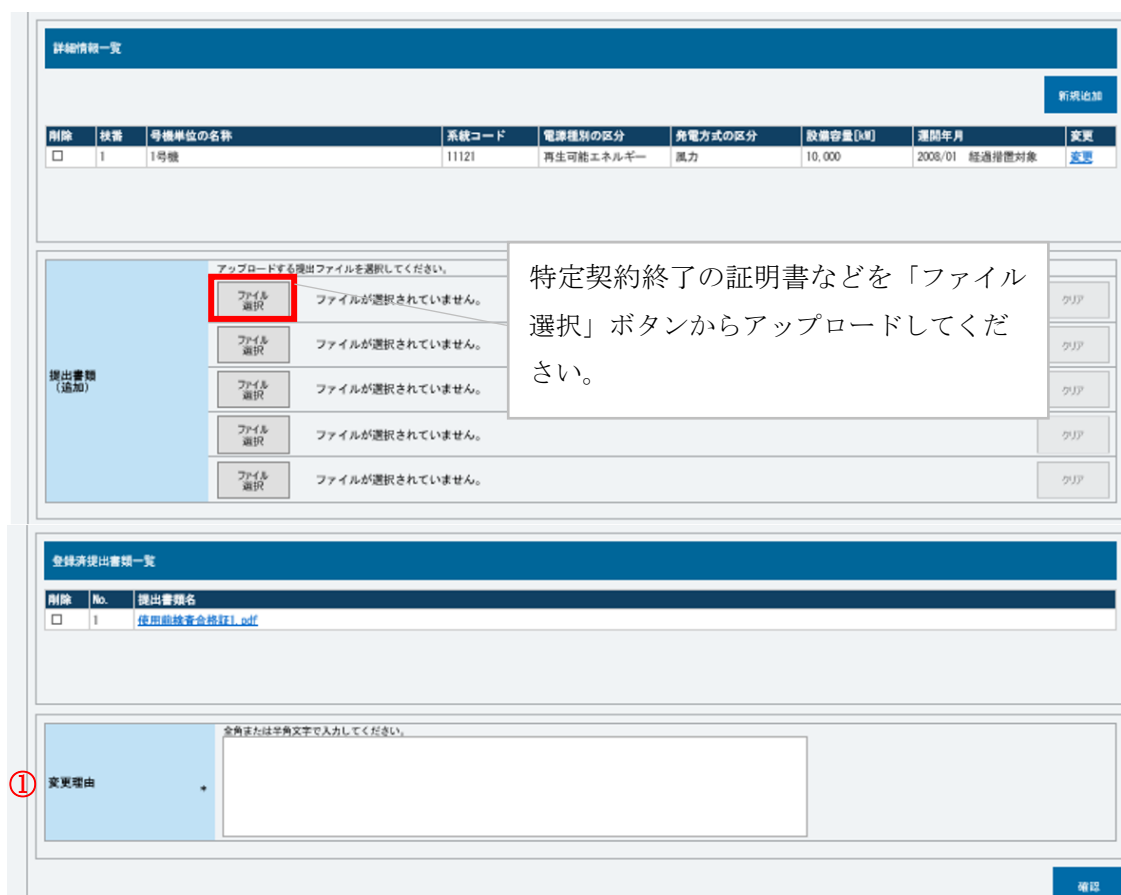 詳細情報一覧
新規追加
削除 枝番 号機単位の名称 系統コード 電源種別の区分 発電方式の区分 設備容量[kW] 運開年月 変更
1 1号機 11121 再生可能エネルギー 風力 10,000 2008/01 経過措置対象 変更
アップロードする提出ファイルを選択してください。
ファイル
選択
ファイルが選択されていません。
クリア
特定契約終了の証明書などを「ファイル
選択」ボタンからアップロードしてくだ
さい。
ファイル
選択
ファイルが選択されていません。
クリア
提出書類
(追加)
ファイル
選択
ファイルが選択されていません。
クリア
ファイル
選択
ファイルが選択されていません。
クリア
ファイル
選択
ファイルが選択されていません。
クリア
登録済提出書類一覧
削除 No. 提出書類名
1 使用前検査合格証1.pdf
全角または半角文字で入力してください。
① 変更理由 *
確認